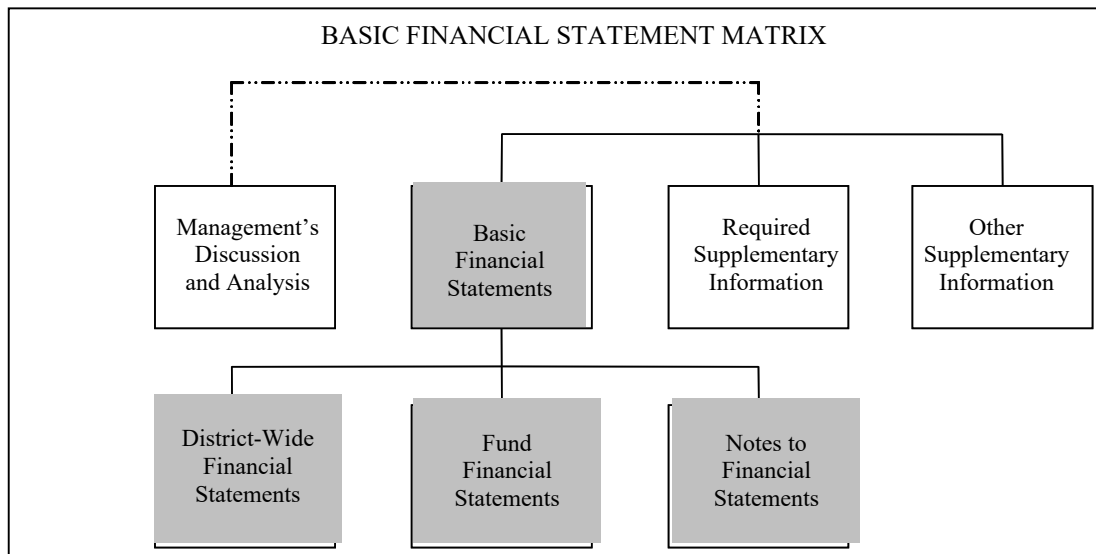 BASIC FINANCIAL STATEMENT MATRIX
Management’s
Discussion
and Analysis
Basic
Financial
Statements
Required
Supplementary
Information
Other
Supplementary
Information
District-Wide
Financial
Statements
Fund
Financial
Statements
Notes to
Financial
Statements